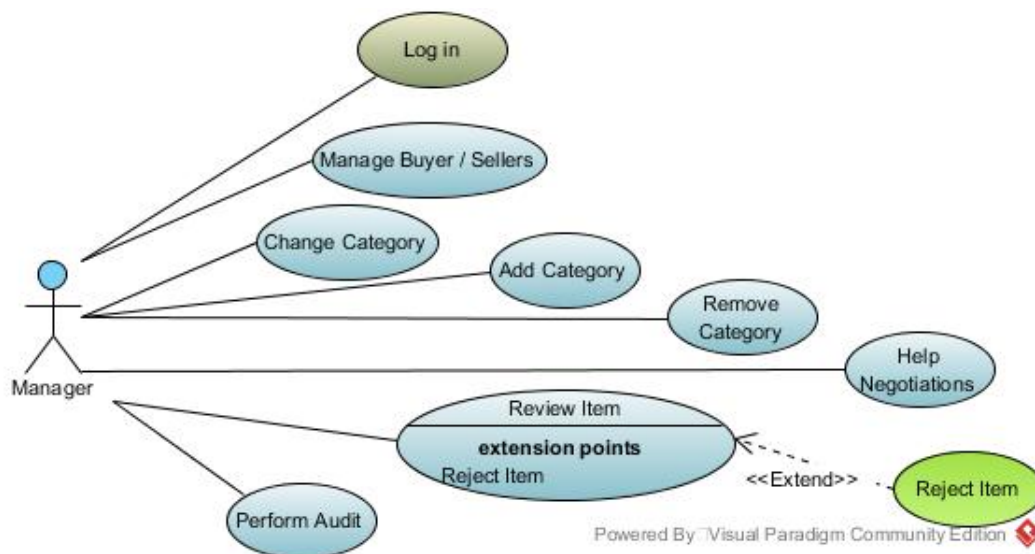 Log in
Manage Buyer / Sellers
Change Category
Add Category
Remove
Category
Help
Negotiations
Manager
Review Item
extension points
Reject Item
<<Extend>>
Reject Item
Perform Audit
Powered By Visual Paradigm Community Edition